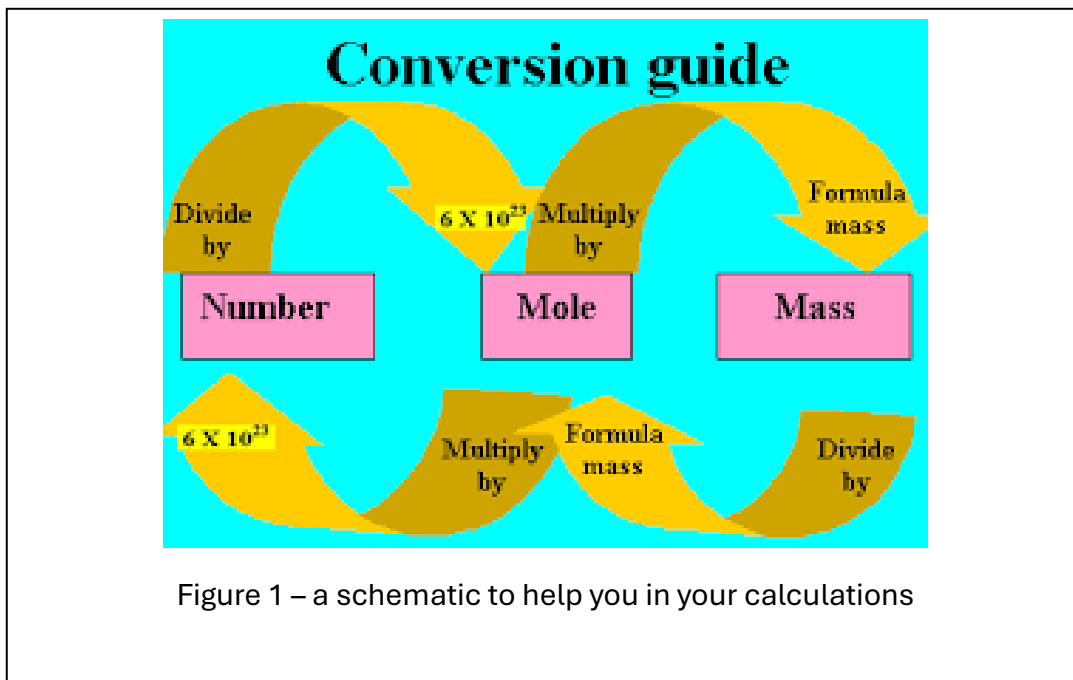 Conversion guide
Divide
by
6 X 10²³
Multiply
by
Formula
mass
Number
Mole
Mass
6 X 10²³
Multiply
by
Formula
mass
Divide
by
Figure 1 – a schematic to help you in your calculations